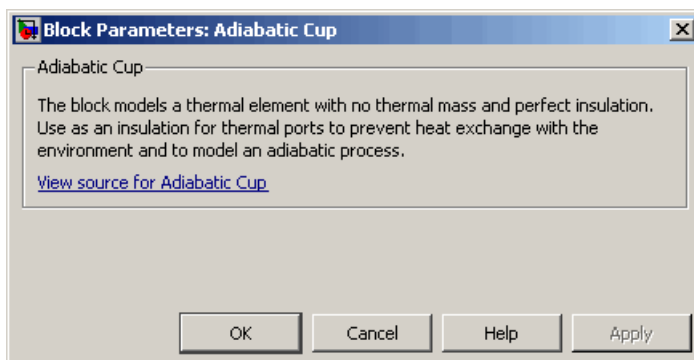 Block Parameters: Adiabatic Cup
Adiabatic Cup
The block models a thermal element with no thermal mass and perfect insulation.
Use as an insulation for thermal ports to prevent heat exchange with the
environment and to model an adiabatic process.
View source for Adiabatic Cup
OK Cancel Help Apply